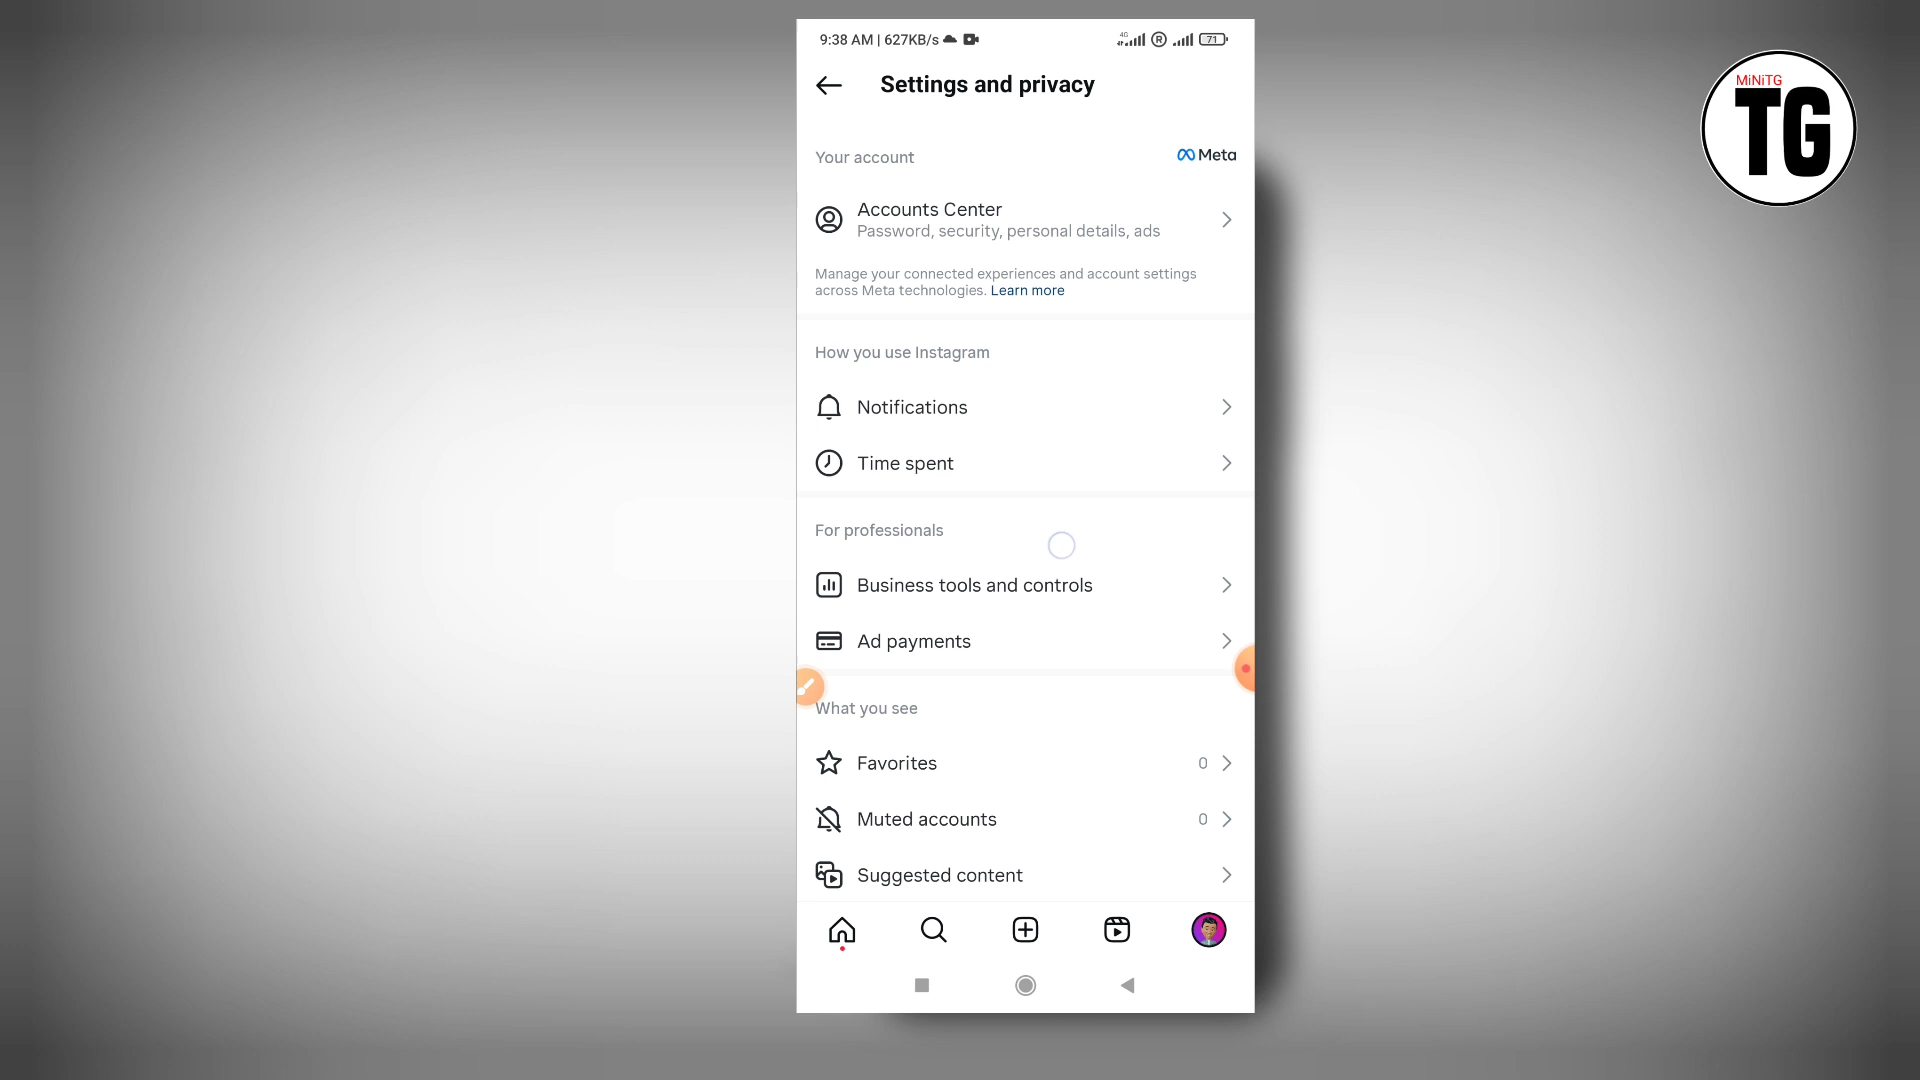 9:38 AM | 627KB/s
4G
R
71
MiNiTG
TG
Settings and privacy
Your account
Meta
Accounts Center
Password, security, personal details, ads
Manage your connected experiences and account settings
across Meta technologies. Learn more
How you use Instagram
Notifications
Time spent
For professionals
Business tools and controls
Ad payments
What you see
Favorites 0
Muted accounts 0
Suggested content